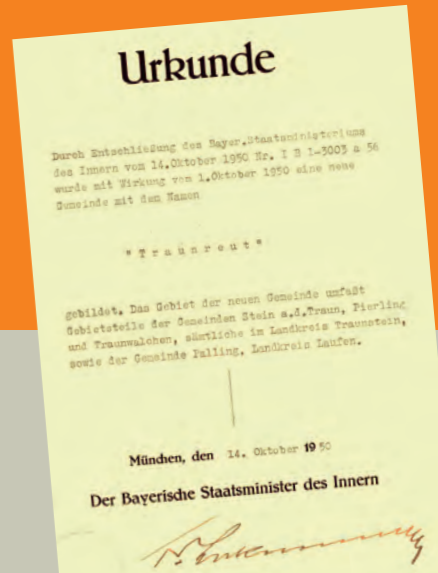 Urkunde
Durch Entschließung des Bayer.Staatsministeriums
des Innern vom 14.Oktober 1950 Nr. I B I-3003 a 56
wurde mit Wirkung vom 1.Oktober 1950 eine neue
Gemeinde mit dem Namen
"Traunreut"
gebildet. Das Gebiet der neuen Gemeinde umfaßt
Gebietsteile der Gemeinden Stein a.d.Traun, Pierling
und Traunwalchen, sämtliche im Landkreis Traunstein,
sowie der Gemeinde Palling, Landkreis Laufen.
München, den 14. Oktober 1950
Der Bayerische Staatsminister des Innern